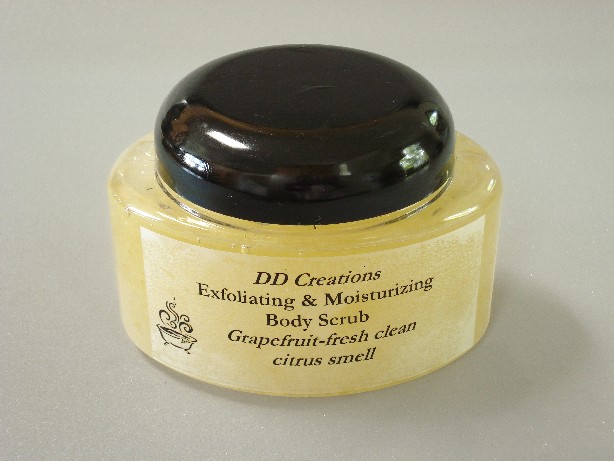 DD Creations
Exfoliating & Moisturizing
Body Scrub
Grapefruit-fresh clean
citrus smell